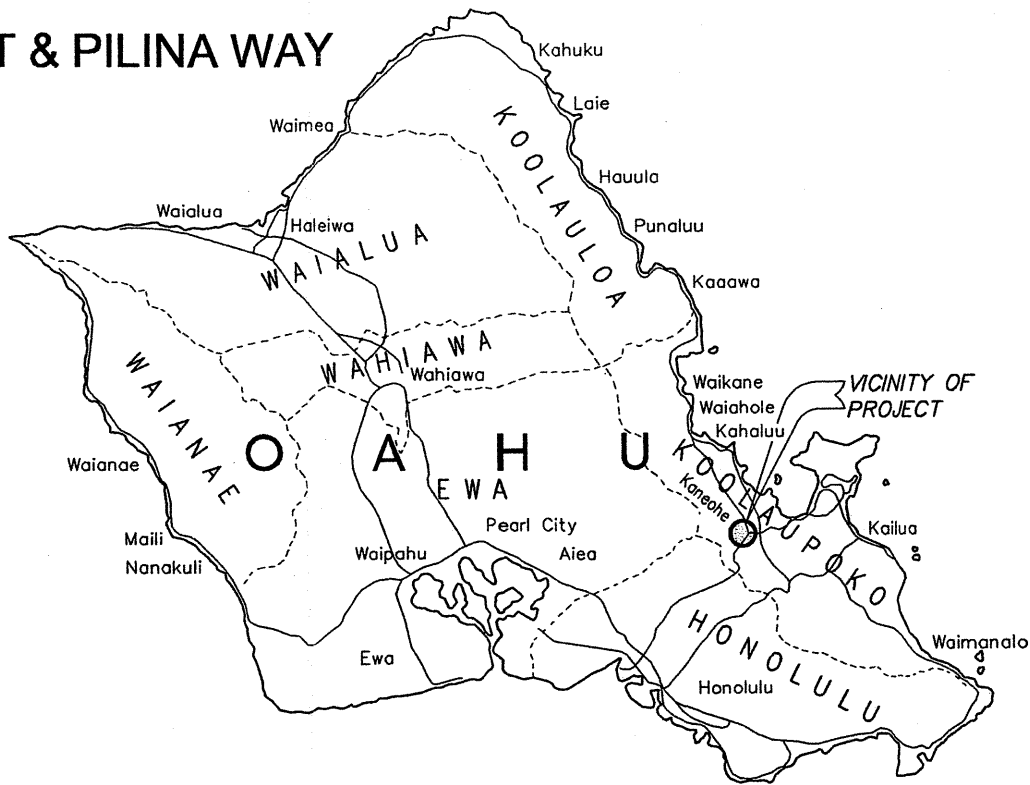 & PILINA WAY
Kahuku
Laie
Waimea
KOOLAULOA
Hauula
Waialua
Haleiwa
Punaluu
WAIALUA
Kaaawa
WAHIAWA
Wahiawa
WAIANAE
Waikane
Waiahole
Kahaluu
VICINITY OF
PROJECT
OAHU
Waianae
KOOLAUPOKO
Kaneohe
EWA
Pearl City
Kailua
Maili
Nanakuli
Waipahu
Aiea
HONOLULU
Waimanalo
Ewa
Honolulu